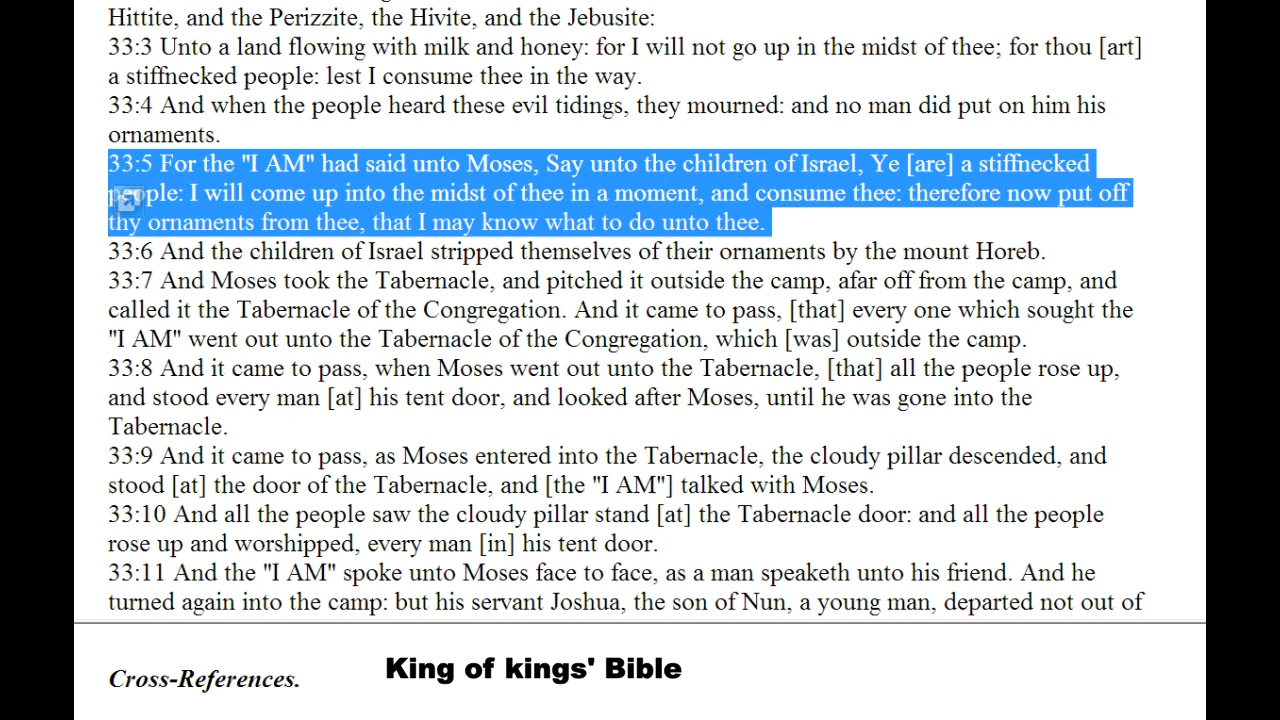 Hittite, and the Perizzite, the Hivite, and the Jebusite:
33:3 Unto a land flowing with milk and honey: for I will not go up in the midst of thee; for thou [art]
a stiffnecked people: lest I consume thee in the way.
33:4 And when the people heard these evil tidings, they mourned: and no man did put on him his
ornaments.
33:5 For the "I AM" had said unto Moses, Say unto the children of Israel, Ye [are] a stiffnecked
people: I will come up into the midst of thee in a moment, and consume thee: therefore now put off
thy ornaments from thee, that I may know what to do unto thee.
33:6 And the children of Israel stripped themselves of their ornaments by the mount Horeb.
33:7 And Moses took the Tabernacle, and pitched it outside the camp, afar off from the camp, and
called it the Tabernacle of the Congregation. And it came to pass, [that] every one which sought the
"I AM" went out unto the Tabernacle of the Congregation, which [was] outside the camp.
33:8 And it came to pass, when Moses went out unto the Tabernacle, [that] all the people rose up,
and stood every man [at] his tent door, and looked after Moses, until he was gone into the
Tabernacle.
33:9 And it came to pass, as Moses entered into the Tabernacle, the cloudy pillar descended, and
stood [at] the door of the Tabernacle, and [the "I AM"] talked with Moses.
33:10 And all the people saw the cloudy pillar stand [at] the Tabernacle door: and all the people
rose up and worshipped, every man [in] his tent door.
33:11 And the "I AM" spoke unto Moses face to face, as a man speaketh unto his friend. And he
turned again into the camp: but his servant Joshua, the son of Nun, a young man, departed not out of
Cross-References.
King of kings' Bible